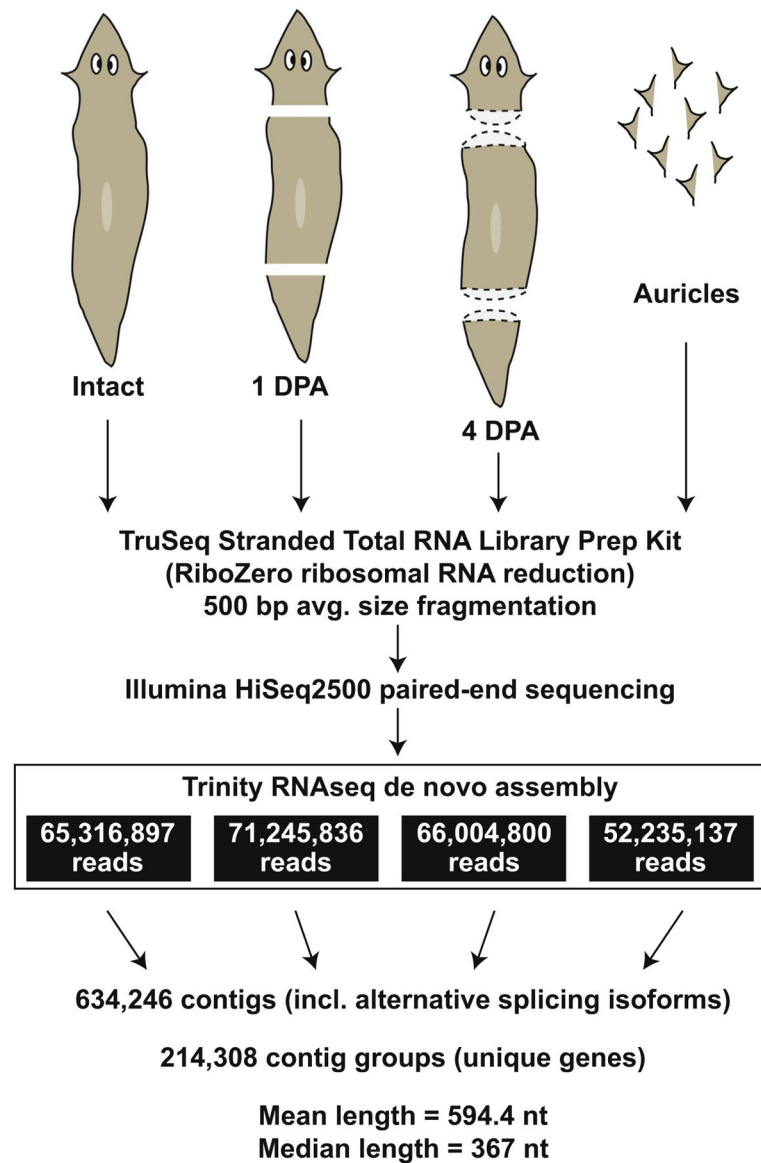 Intact
1 DPA
4 DPA
Auricles
TruSeq Stranded Total RNA Library Prep Kit
(RiboZero ribosomal RNA reduction)
500 bp avg. size fragmentation
Illumina HiSeq2500 paired-end sequencing
Trinity RNAseq de novo assembly
65,316,897
reads
71,245,836
reads
66,004,800
reads
52,235,137
reads
634,246 contigs (incl. alternative splicing isoforms)
214,308 contig groups (unique genes)
Mean length = 594.4 nt
Median length = 367 nt